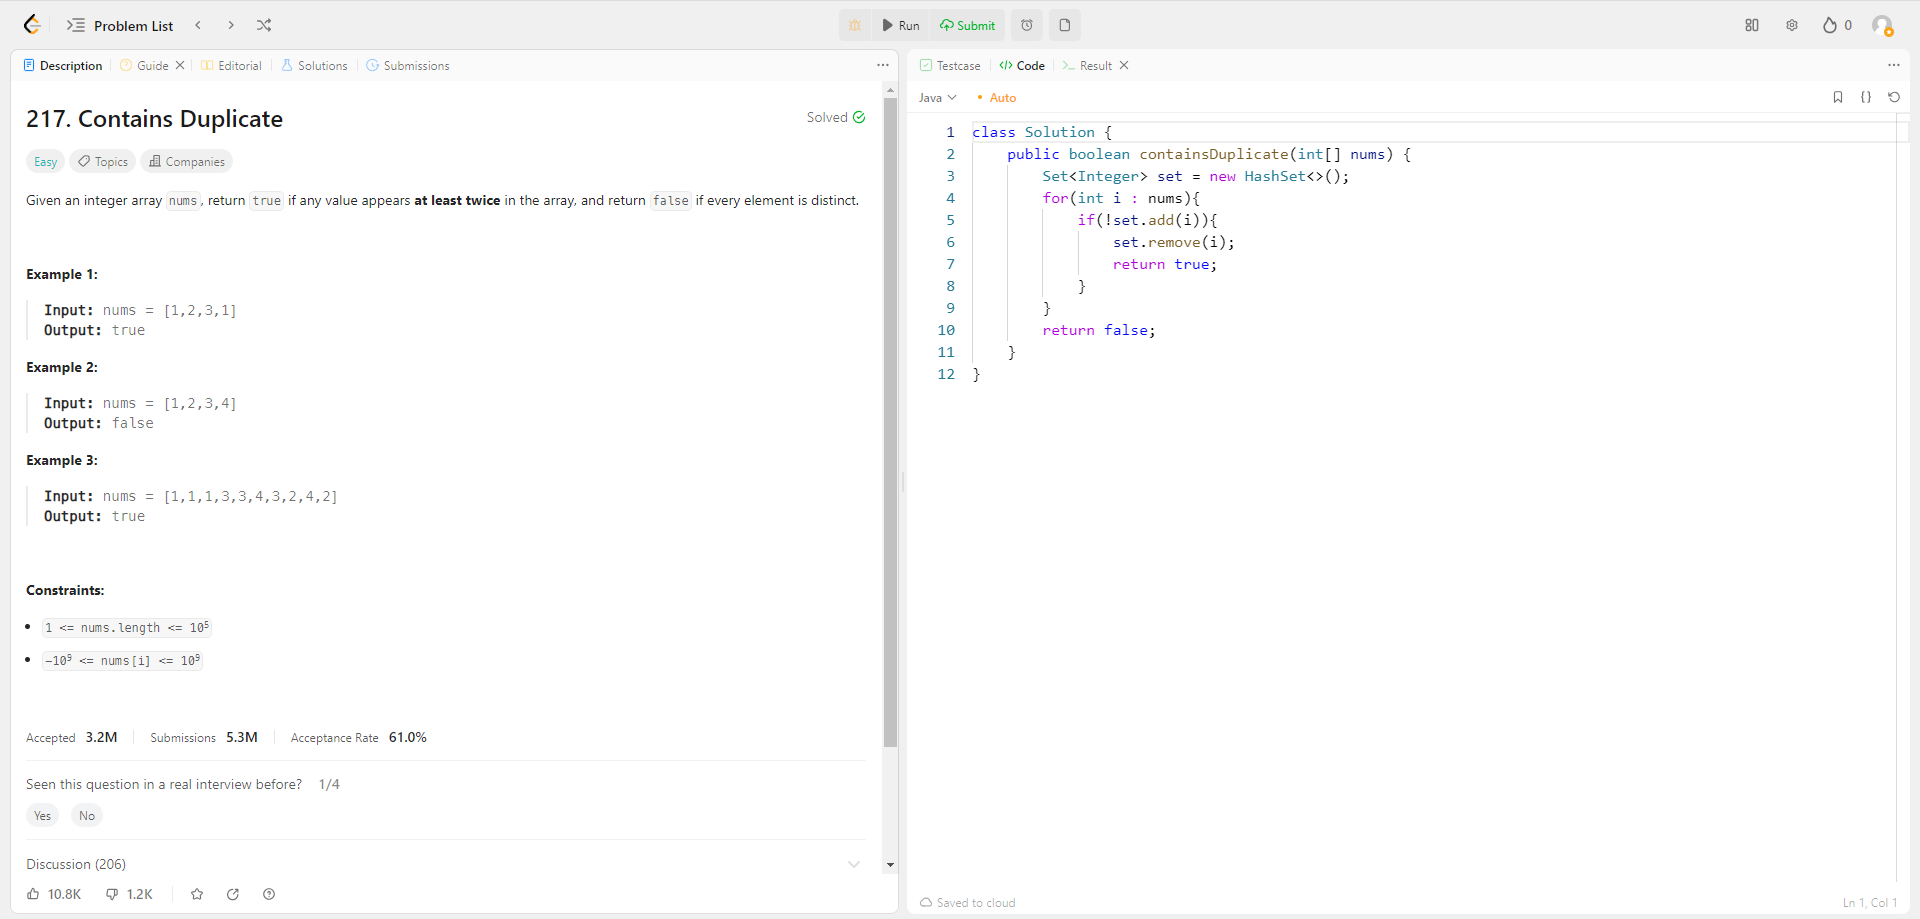 Problem List
Run
Submit
0
Description
Guide
Editorial
Solutions
Submissions
217. Contains Duplicate
Solved
Easy
Topics
Companies
Given an integer array nums, return true if any value appears at least twice in the array, and return false if every element is distinct.
Example 1:
Input: nums = [1,2,3,1]
Output: true
Example 2:
Input: nums = [1,2,3,4]
Output: false
Example 3:
Input: nums = [1,1,1,3,3,4,3,2,4,2]
Output: true
Constraints:
• 1 <= nums.length <= 10⁵
• -10⁹ <= nums[i] <= 10⁹
Accepted 3.2M
Submissions 5.3M
Acceptance Rate 61.0%
Seen this question in a real interview before? 1/4
Yes
No
Discussion (206)
10.8K
1.2K
Testcase
Code
Result
Java
• Auto
1 class Solution {
2     public boolean containsDuplicate(int[] nums) {
3         Set<Integer> set = new HashSet<>();
4         for(int i : nums){
5             if(!set.add(i)){
6                 set.remove(i);
7                 return true;
8             }
9         }
10         return false;
11     }
12 }
Saved to cloud
Ln 1, Col 1